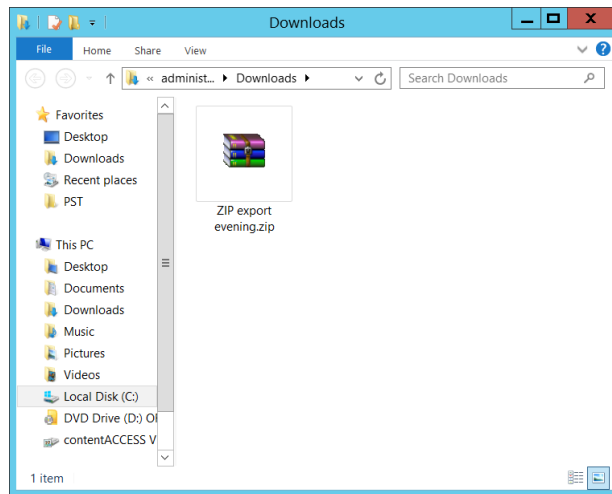 Downloads
File Home Share View
« administ... Downloads Search Downloads
Favorites
Desktop
Downloads
Recent places
PST
This PC
Desktop
Documents
Downloads
Music
Pictures
Videos
Local Disk (C:)
DVD Drive (D:) O
contentACCESS V
ZIP export
evening.zip
1 item